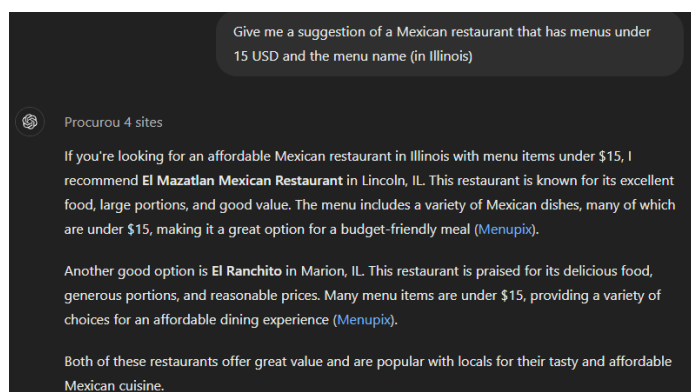 Give me a suggestion of a Mexican restaurant that has menus under
15 USD and the menu name (in Illinois)
Procurou 4 sites
If you're looking for an affordable Mexican restaurant in Illinois with menu items under $15, I
recommend El Mazatlan Mexican Restaurant in Lincoln, IL. This restaurant is known for its excellent
food, large portions, and good value. The menu includes a variety of Mexican dishes, many of which
are under $15, making it a great option for a budget-friendly meal (Menupix).
Another good option is El Ranchito in Marion, IL. This restaurant is praised for its delicious food,
generous portions, and reasonable prices. Many menu items are under $15, providing a variety of
choices for an affordable dining experience (Menupix).
Both of these restaurants offer great value and are popular with locals for their tasty and affordable
Mexican cuisine.